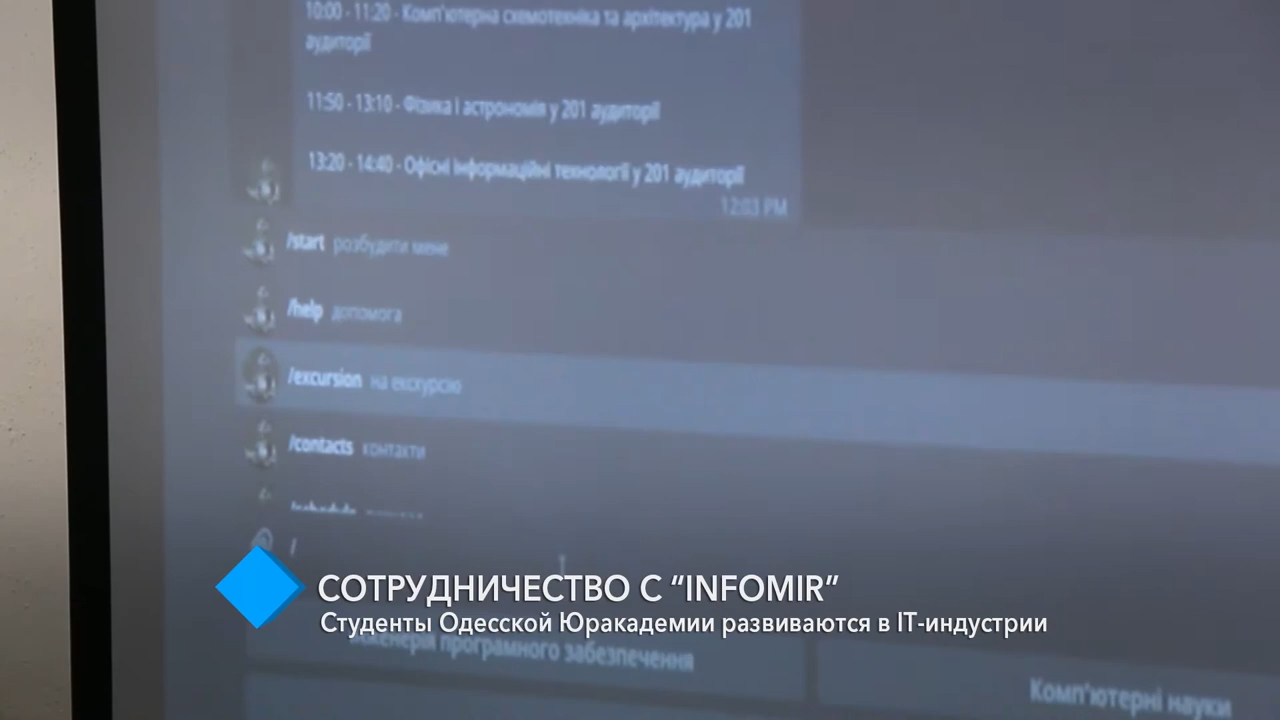 10:00 - 11:20 - Комп'ютерна схемотехніка та архітектура у 201
аудиторії
11:50 - 13:10 - Фізика і астрономія у 201 аудиторії
13:20 - 14:40 - Офісні інформаційні технології у 201 аудиторії
12:03 PM
/start розбудити мене
/help допомога
/excursion на екскурсію
/contacts контакти
/
СОТРУДНИЧЕСТВО С “INFOMIR”
Студенты Одесской Юракадемии развиваются в IT-индустрии
Інженерія програмного забезпечення
Комп'ютерні науки